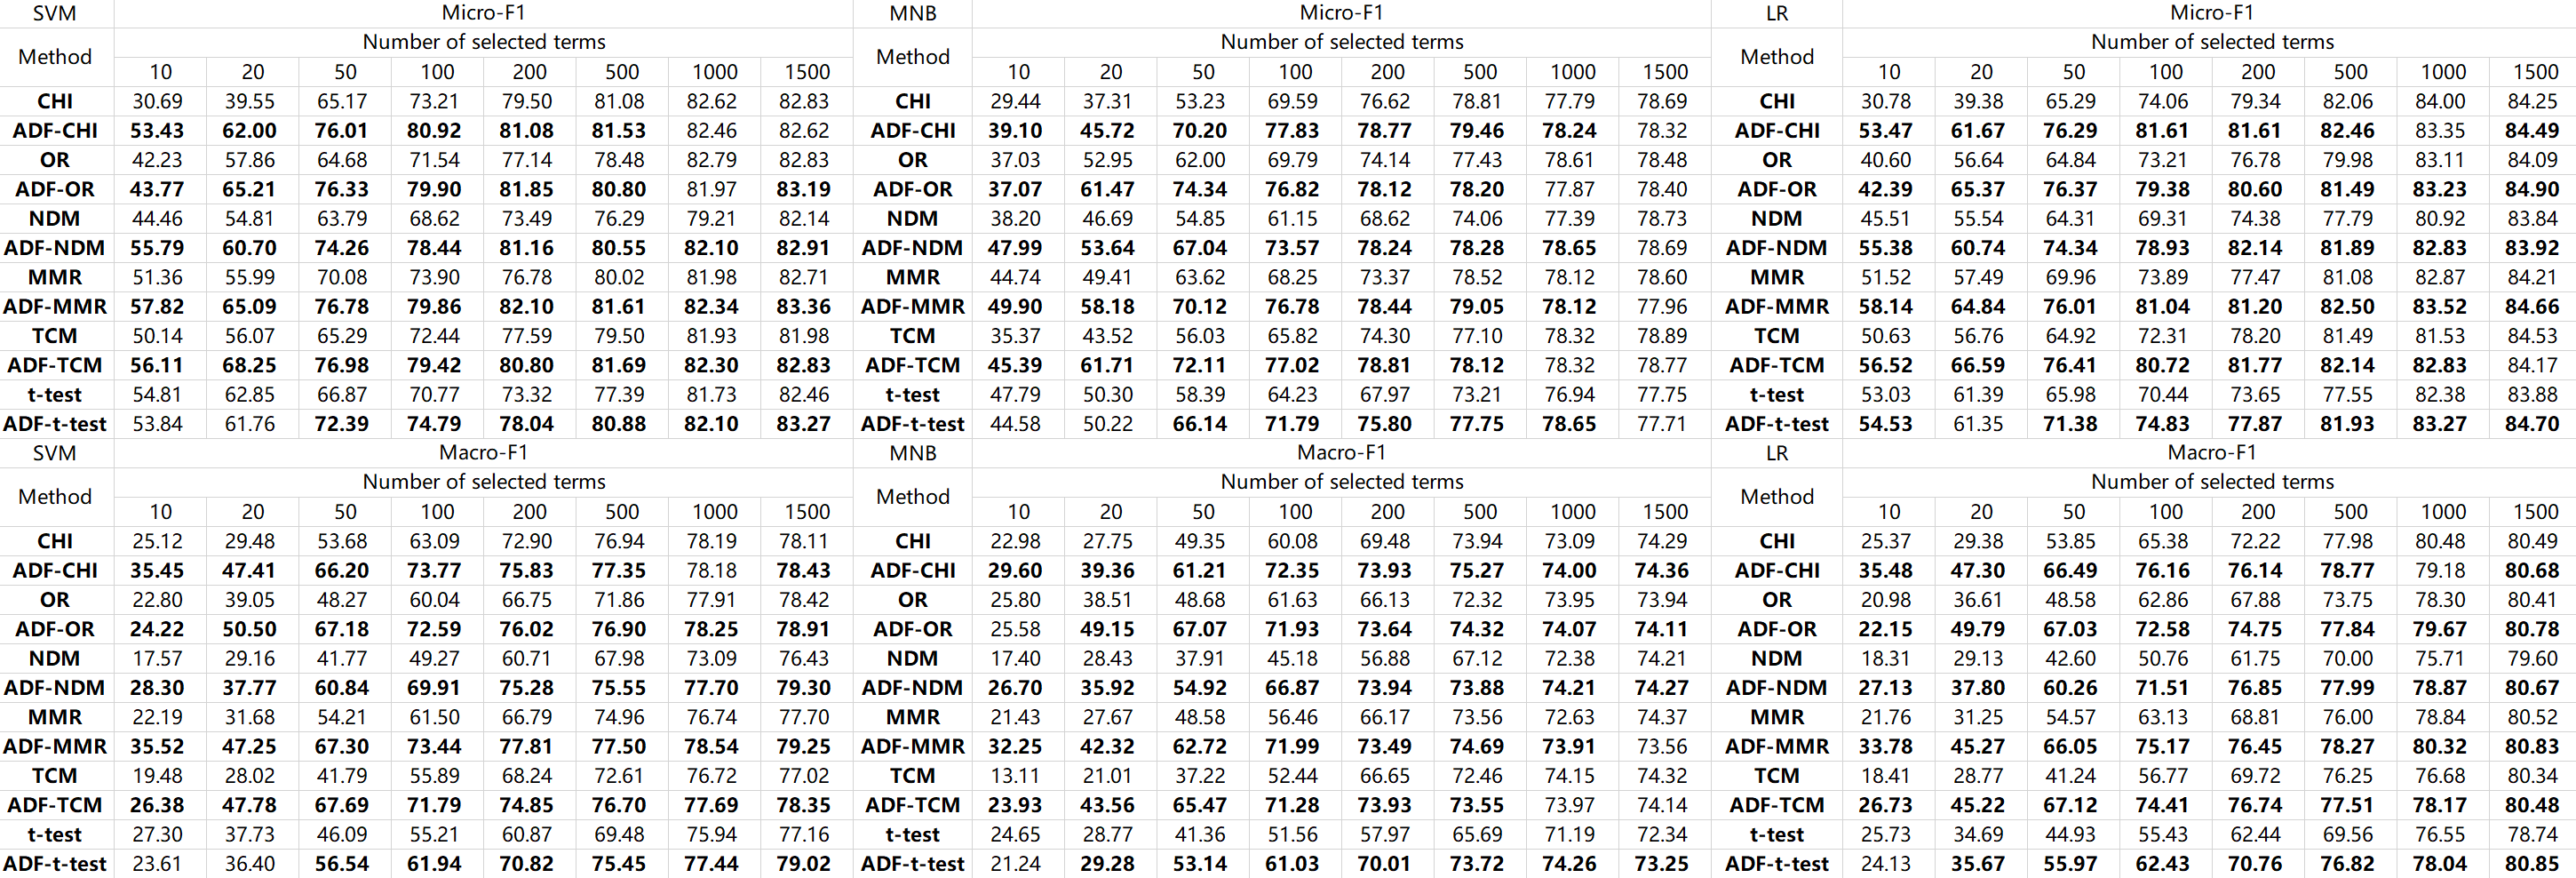 SVM Micro-F1 MNB Micro-F1 LR Micro-F1
Method Number of selected terms Method Number of selected terms Method Number of selected terms
10 20 50 100 200 500 1000 1500 10 20 50 100 200 500 1000 1500 10 20 50 100 200 500 1000 1500
CHI 30.69 39.55 65.17 73.21 79.50 81.08 82.62 82.83 CHI 29.44 37.31 53.23 69.59 76.62 78.81 77.79 78.69 CHI 30.78 39.38 65.29 74.06 79.34 82.06 84.00 84.25
ADF-CHI 53.43 62.00 76.01 80.92 81.08 81.53 82.46 82.62 ADF-CHI 39.10 45.72 70.20 77.83 78.77 79.46 78.24 78.32 ADF-CHI 53.47 61.67 76.29 81.61 81.61 82.46 83.35 84.49
OR 42.23 57.86 64.68 71.54 77.14 78.48 82.79 82.83 OR 37.03 52.95 62.00 69.79 74.14 77.43 78.61 78.48 OR 40.60 56.64 64.84 73.21 76.78 79.98 83.11 84.09
ADF-OR 43.77 65.21 76.33 79.90 81.85 80.80 81.97 83.19 ADF-OR 37.07 61.47 74.34 76.82 78.12 78.20 77.87 78.40 ADF-OR 42.39 65.37 76.37 79.38 80.60 81.49 83.23 84.90
NDM 44.46 54.81 63.79 68.62 73.49 76.29 79.21 82.14 NDM 38.20 46.69 54.85 61.15 68.62 74.06 77.39 78.73 NDM 45.51 55.54 64.31 69.31 74.38 77.79 80.92 83.84
ADF-NDM 55.79 60.70 74.26 78.44 81.16 80.55 82.10 82.91 ADF-NDM 47.99 53.64 67.04 73.57 78.24 78.28 78.65 78.69 ADF-NDM 55.38 60.74 74.34 78.93 82.14 81.89 82.83 83.92
MMR 51.36 55.99 70.08 73.90 76.78 80.02 81.98 82.71 MMR 44.74 49.41 63.62 68.25 73.37 78.52 78.12 78.60 MMR 51.52 57.49 69.96 73.89 77.47 81.08 82.87 84.21
ADF-MMR 57.82 65.09 76.78 79.86 82.10 81.61 82.34 83.36 ADF-MMR 49.90 58.18 70.12 76.78 78.44 79.05 78.12 77.96 ADF-MMR 58.14 64.84 76.01 81.04 81.20 82.50 83.52 84.66
TCM 50.14 56.07 65.29 72.44 77.59 79.50 81.93 81.98 TCM 35.37 43.52 56.03 65.82 74.30 77.10 78.32 78.89 TCM 50.63 56.76 64.92 72.31 78.20 81.49 81.53 84.53
ADF-TCM 56.11 68.25 76.98 79.42 80.80 81.69 82.30 82.83 ADF-TCM 45.39 61.71 72.11 77.02 78.81 78.12 78.32 78.77 ADF-TCM 56.52 66.59 76.41 80.72 81.77 82.14 82.83 84.17
t-test 54.81 62.85 66.87 70.77 73.32 77.39 81.73 82.46 t-test 47.79 50.30 58.39 64.23 67.97 73.21 76.94 77.75 t-test 53.03 61.39 65.98 70.44 73.65 77.55 82.38 83.88
ADF-t-test 53.84 61.76 72.39 74.79 78.04 80.88 82.10 83.27 ADF-t-test 44.58 50.22 66.14 71.79 75.80 77.75 78.65 77.71 ADF-t-test 54.53 61.35 71.38 74.83 77.87 81.93 83.27 84.70
SVM Macro-F1 MNB Macro-F1 LR Macro-F1
Method Number of selected terms Method Number of selected terms Method Number of selected terms
10 20 50 100 200 500 1000 1500 10 20 50 100 200 500 1000 1500 10 20 50 100 200 500 1000 1500
CHI 25.12 29.48 53.68 63.09 72.90 76.94 78.19 78.11 CHI 22.98 27.75 49.35 60.08 69.48 73.94 73.09 74.29 CHI 25.37 29.38 53.85 65.38 72.22 77.98 80.48 80.49
ADF-CHI 35.45 47.41 66.20 73.77 75.83 77.35 78.18 78.43 ADF-CHI 29.60 39.36 61.21 72.35 73.93 75.27 74.00 74.36 ADF-CHI 35.48 47.30 66.49 76.16 76.14 78.77 79.18 80.68
OR 22.80 39.05 48.27 60.04 66.75 71.86 77.91 78.42 OR 25.80 38.51 48.68 61.63 66.13 72.32 73.95 73.94 OR 20.98 36.61 48.58 62.86 67.88 73.75 78.30 80.41
ADF-OR 24.22 50.50 67.18 72.59 76.02 76.90 78.25 78.91 ADF-OR 25.58 49.15 67.07 71.93 73.64 74.32 74.07 74.11 ADF-OR 22.15 49.79 67.03 72.58 74.75 77.84 79.67 80.78
NDM 17.57 29.16 41.77 49.27 60.71 67.98 73.09 76.43 NDM 17.40 28.43 37.91 45.18 56.88 67.12 72.38 74.21 NDM 18.31 29.13 42.60 50.76 61.75 70.00 75.71 79.60
ADF-NDM 28.30 37.77 60.84 69.91 75.28 75.55 77.70 79.30 ADF-NDM 26.70 35.92 54.92 66.87 73.94 73.88 74.21 74.27 ADF-NDM 27.13 37.80 60.26 71.51 76.85 77.99 78.87 80.67
MMR 22.19 31.68 54.21 61.50 66.79 74.96 76.74 77.70 MMR 21.43 27.67 48.58 56.46 66.17 73.56 72.63 74.37 MMR 21.76 31.25 54.57 63.13 68.81 76.00 78.84 80.52
ADF-MMR 35.52 47.25 67.30 73.44 77.81 77.50 78.54 79.25 ADF-MMR 32.25 42.32 62.72 71.99 73.49 74.69 73.91 73.56 ADF-MMR 33.78 45.27 66.05 75.17 76.45 78.27 80.32 80.83
TCM 19.48 28.02 41.79 55.89 68.24 72.61 76.72 77.02 TCM 13.11 21.01 37.22 52.44 66.65 72.46 74.15 74.32 TCM 18.41 28.77 41.24 56.77 69.72 76.25 76.68 80.34
ADF-TCM 26.38 47.78 67.69 71.79 74.85 76.70 77.69 78.35 ADF-TCM 23.93 43.56 65.47 71.28 73.93 73.55 73.97 74.14 ADF-TCM 26.73 45.22 67.12 74.41 76.74 77.51 78.17 80.48
t-test 27.30 37.73 46.09 55.21 60.87 69.48 75.94 77.16 t-test 24.65 28.77 41.36 51.56 57.97 65.69 71.19 72.34 t-test 25.73 34.69 44.93 55.43 62.44 69.56 76.55 78.74
ADF-t-test 23.61 36.40 56.54 61.94 70.82 75.45 77.44 79.02 ADF-t-test 21.24 29.28 53.14 61.03 70.01 73.72 74.26 73.25 ADF-t-test 24.13 35.67 55.97 62.43 70.76 76.82 78.04 80.85